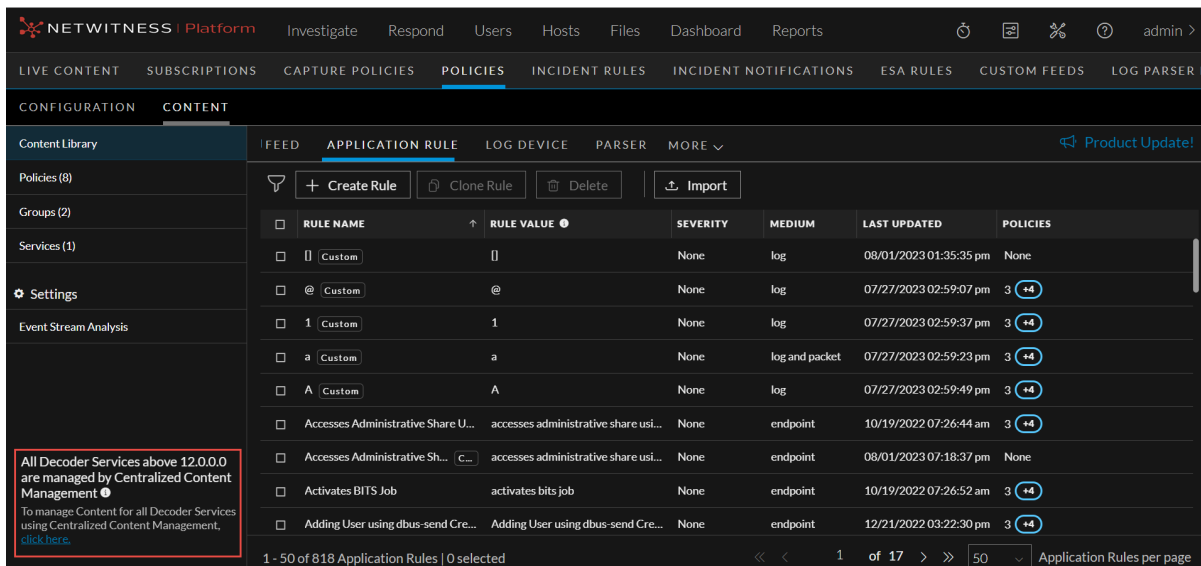 NETWITNESS | Platform Investigate Respond Users Hosts Files Dashboard Reports admin >
LIVE CONTENT SUBSCRIPTIONS CAPTURE POLICIES POLICIES INCIDENT RULES INCIDENT NOTIFICATIONS ESA RULES CUSTOM FEEDS LOG PARSER
CONFIGURATION CONTENT
Content Library
Policies (8)
Groups (2)
Services (1)
Settings
Event Stream Analysis
All Decoder Services above 12.0.0.0
are managed by Centralized Content
Management
To manage Content for all Decoder Services
using Centralized Content Management,
click here.
FEED APPLICATION RULE LOG DEVICE PARSER MORE Product Update!
+ Create Rule Clone Rule Delete Import
RULE NAME ↑ RULE VALUE SEVERITY MEDIUM LAST UPDATED POLICIES
[] Custom [] None log 08/01/2023 01:35:35 pm None
@ Custom @ None log 07/27/2023 02:59:07 pm 3 +4
1 Custom 1 None log 07/27/2023 02:59:37 pm 3 +4
a Custom a None log and packet 07/27/2023 02:59:23 pm 3 +4
A Custom A None log 07/27/2023 02:59:49 pm 3 +4
Accesses Administrative Share U... accesses administrative share usi... None endpoint 10/19/2022 07:26:44 am 3 +4
Accesses Administrative Sh... C... accesses administrative share usi... None endpoint 08/01/2023 07:18:37 pm None
Activates BITS Job activates bits job None endpoint 10/19/2022 07:26:52 am 3 +4
Adding User using dbus-send Cre... Adding User using dbus-send Cre... None endpoint 12/21/2022 03:22:30 pm 3 +4
1 - 50 of 818 Application Rules | 0 selected << < 1 of 17 > >> 50 Application Rules per page